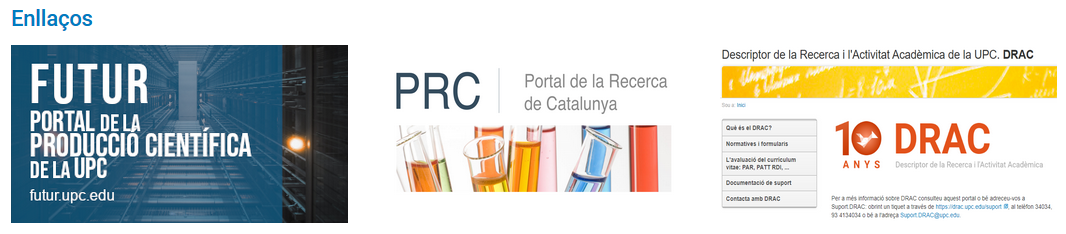 Enllaços
FUTUR
PORTAL DE LA
PRODUCCIÓ CIENTÍFICA
DE LA UPC
futur.upc.edu
PRC
Portal de la Recerca
de Catalunya
Descriptor de la Recerca i l'Activitat Acadèmica de la UPC. DRAC
Sou a: Inici
Què és el DRAC?
Normatives i formularis
L'avaluació del curriculum
vitae: PAR, PATT RDI, ...
Documentació de suport
Contacta amb DRAC
10 DRAC
ANYS
Descriptor de la Recerca i l'Activitat Acadèmica
Per a més informació sobre DRAC consulteu aquest portal o bé adreceu-vos a
Suport.DRAC: obrint un tiquet a través de https://drac.upc.edu/suport, al telèfon 34034,
93 4134034 o bé a l'adreça Suport.DRAC@upc.edu.